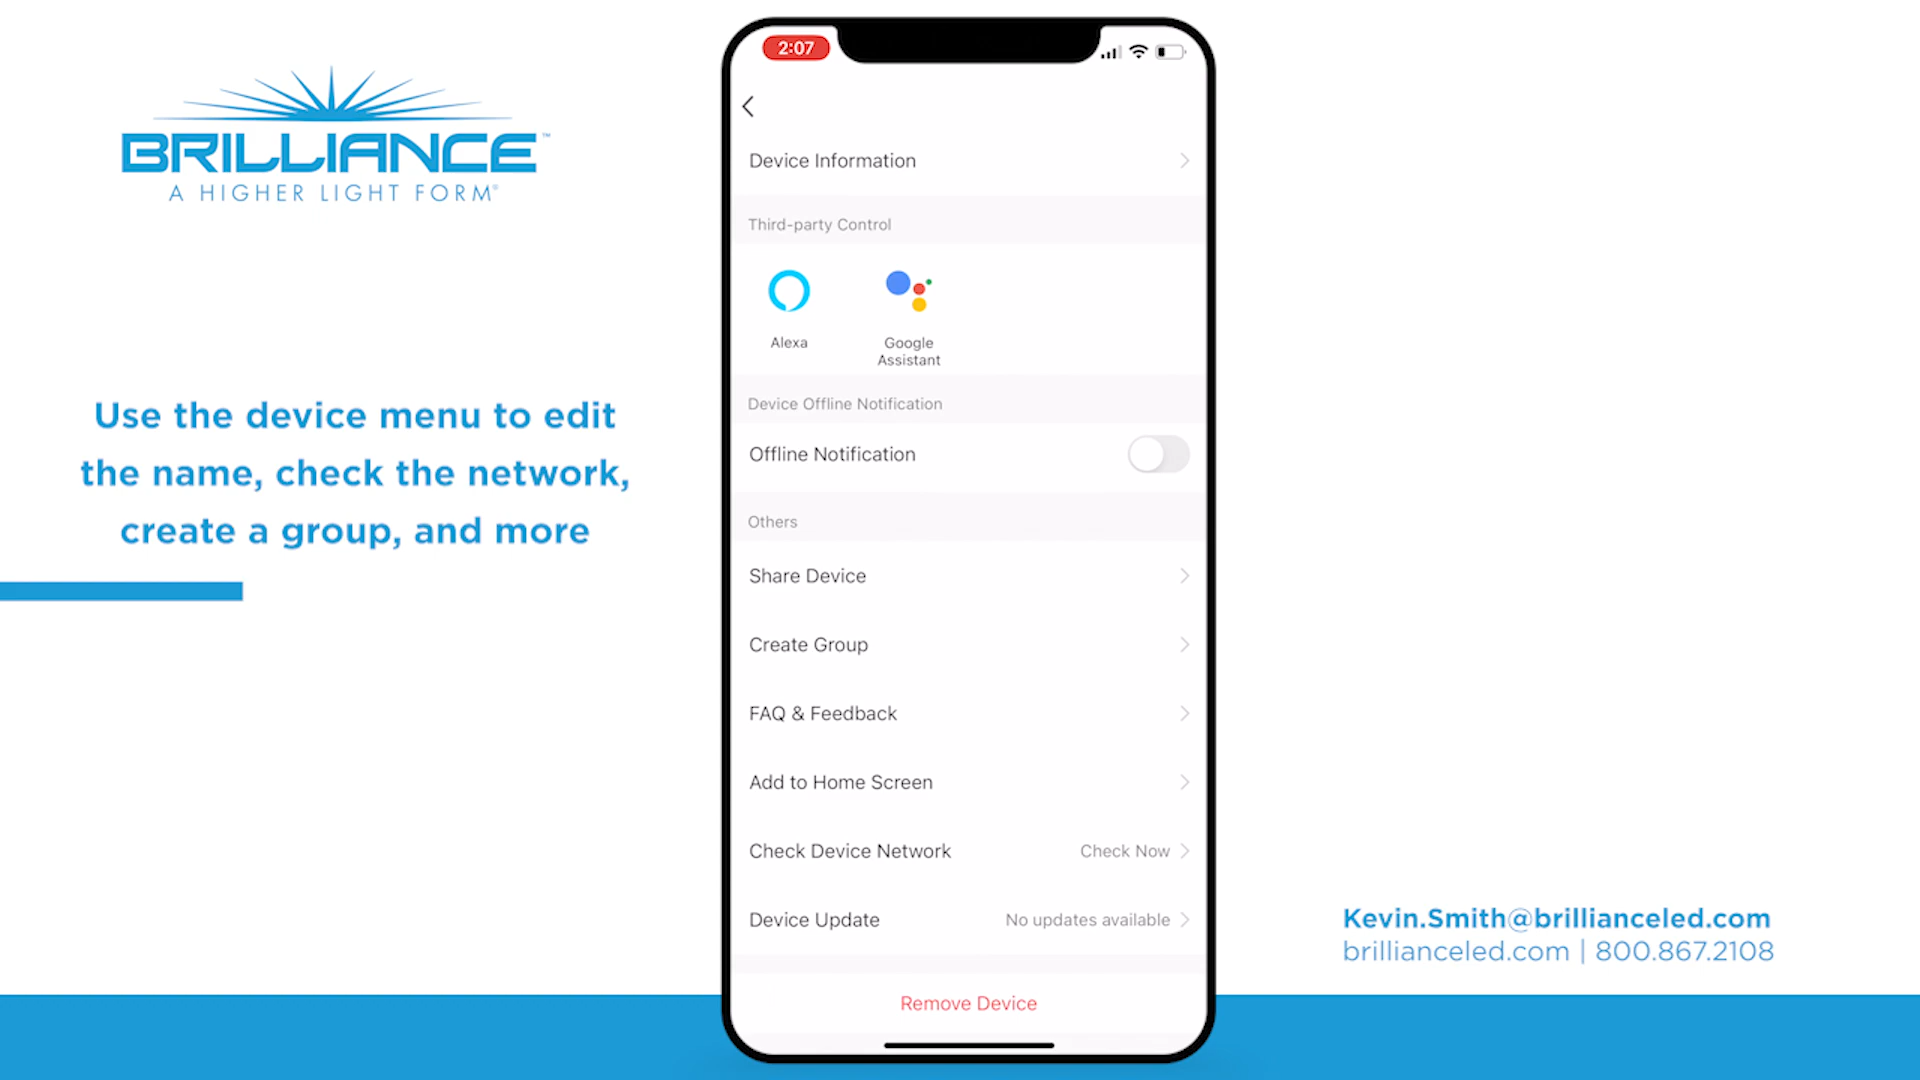 BRILLIANCE™
A HIGHER LIGHT FORM®
Use the device menu to edit
the name, check the network,
create a group, and more
2:07
Device Information
Third-party Control
Alexa
Google
Assistant
Device Offline Notification
Offline Notification
Others
Share Device
Create Group
FAQ & Feedback
Add to Home Screen
Check Device Network Check Now
Device Update No updates available
Remove Device
Kevin.Smith@brillianceled.com
brillianceled.com | 800.867.2108